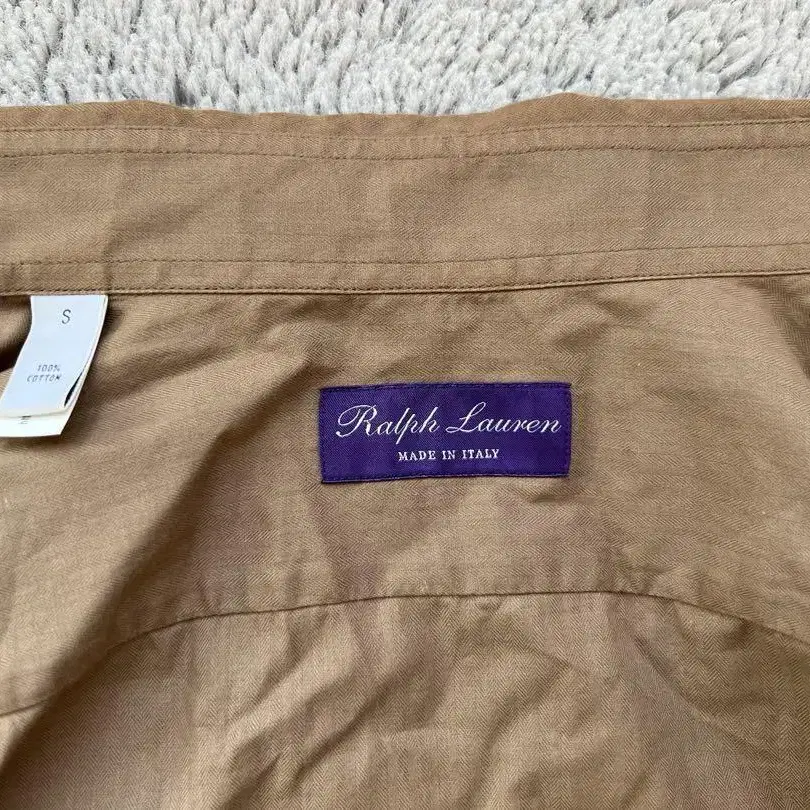 S
100%
COTTON
Ralph Lauren
MADE IN ITALY